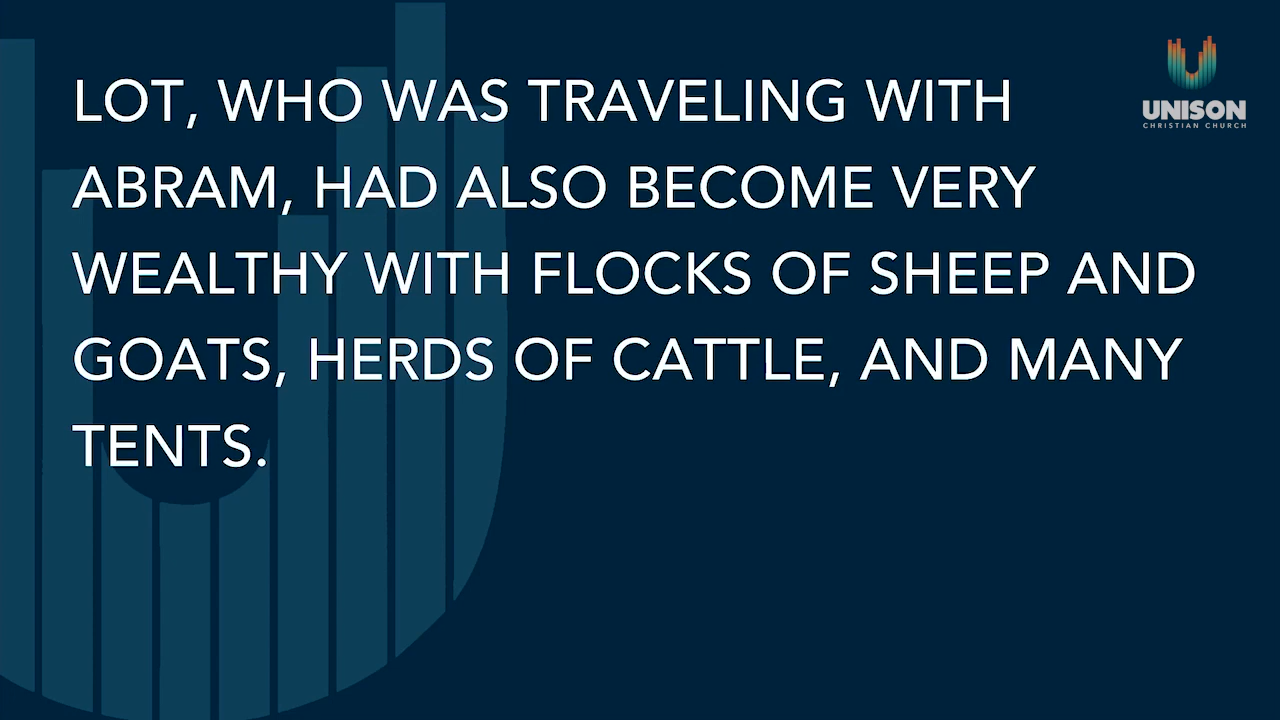 LOT, WHO WAS TRAVELING WITH
ABRAM, HAD ALSO BECOME VERY
WEALTHY WITH FLOCKS OF SHEEP AND
GOATS, HERDS OF CATTLE, AND MANY
TENTS.
UNISON
CHRISTIAN CHURCH